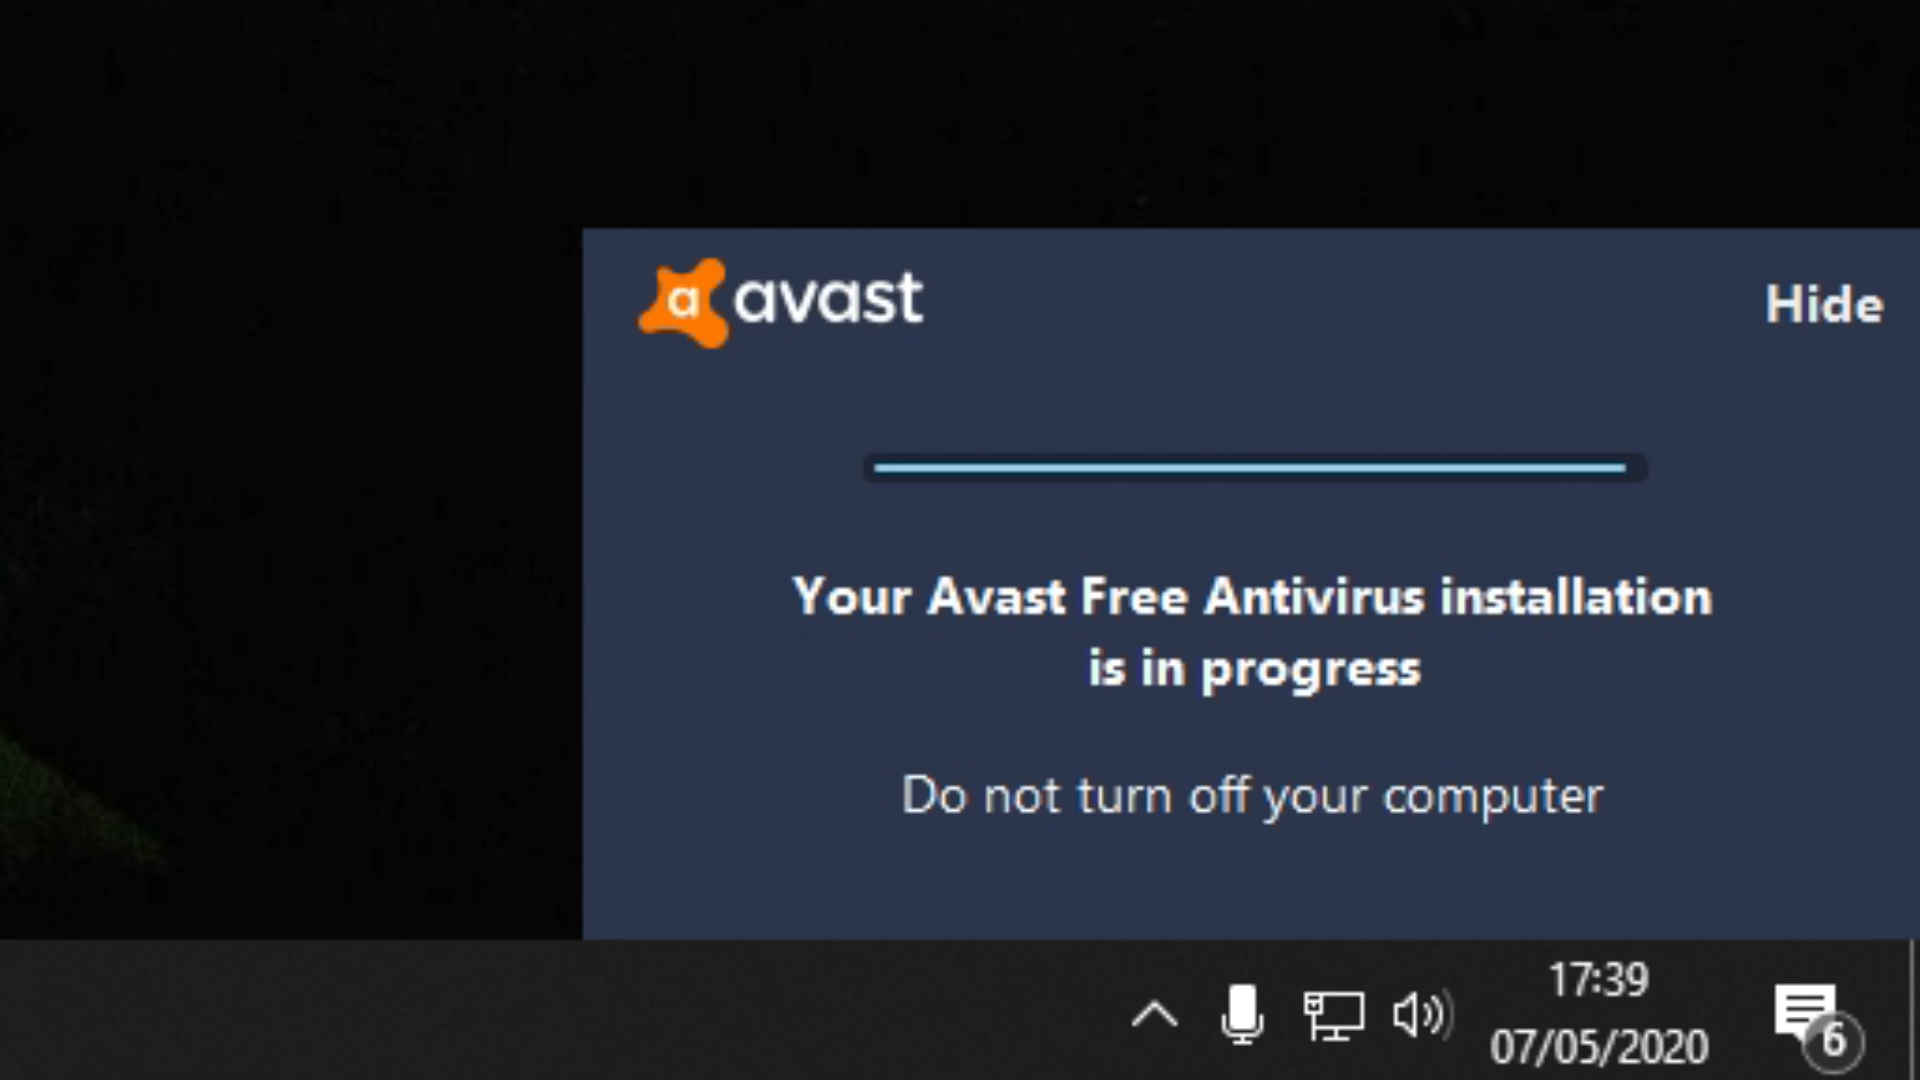 a avast
Hide
Your Avast Free Antivirus installation
is in progress
Do not turn off your computer
17:39
07/05/2020
6